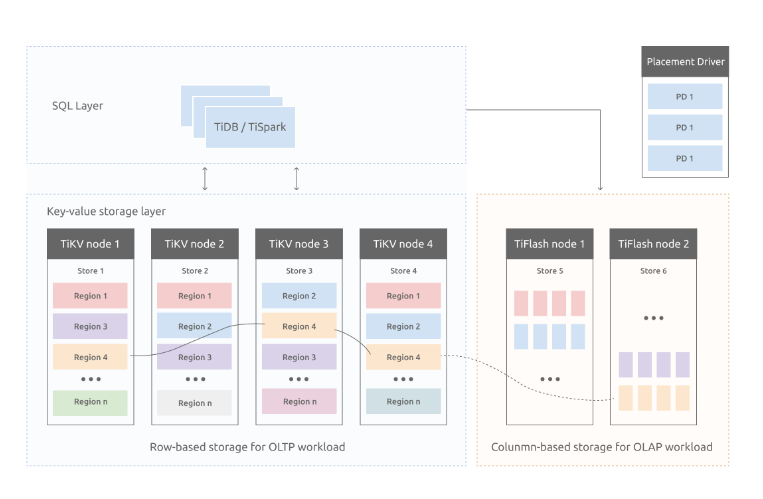 SQL Layer
TiDB / TiSpark
Placement Driver
PD 1
PD 1
PD 1
Key-value storage layer
TiKV node 1
Store 1
Region 1
Region 3
Region 4
•••
Region n
TiKV node 2
Store 2
Region 1
Region 2
Region 3
•••
Region n
TiKV node 3
Store 3
Region 2
Region 4
Region 3
•••
Region n
TiKV node 4
Store 4
Region 1
Region 2
Region 4
•••
Region n
Row-based storage for OLTP workload
TiFlash node 1
Store 5
•••
TiFlash node 2
Store 6
•••
Colunmn-based storage for OLAP workload